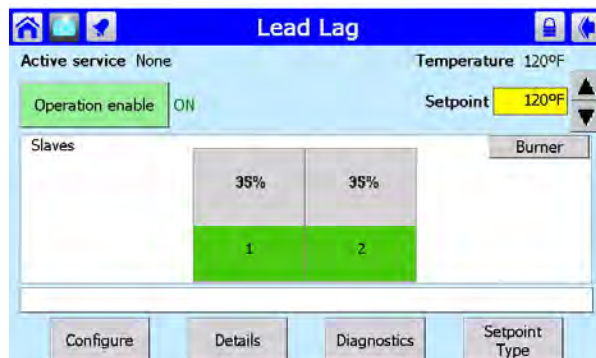 Lead Lag
Active service None
Temperature 120ºF
Operation enable
ON
Setpoint 120ºF
Slaves
Burner
35% 35%
1 2
Configure
Details
Diagnostics
Setpoint
Type